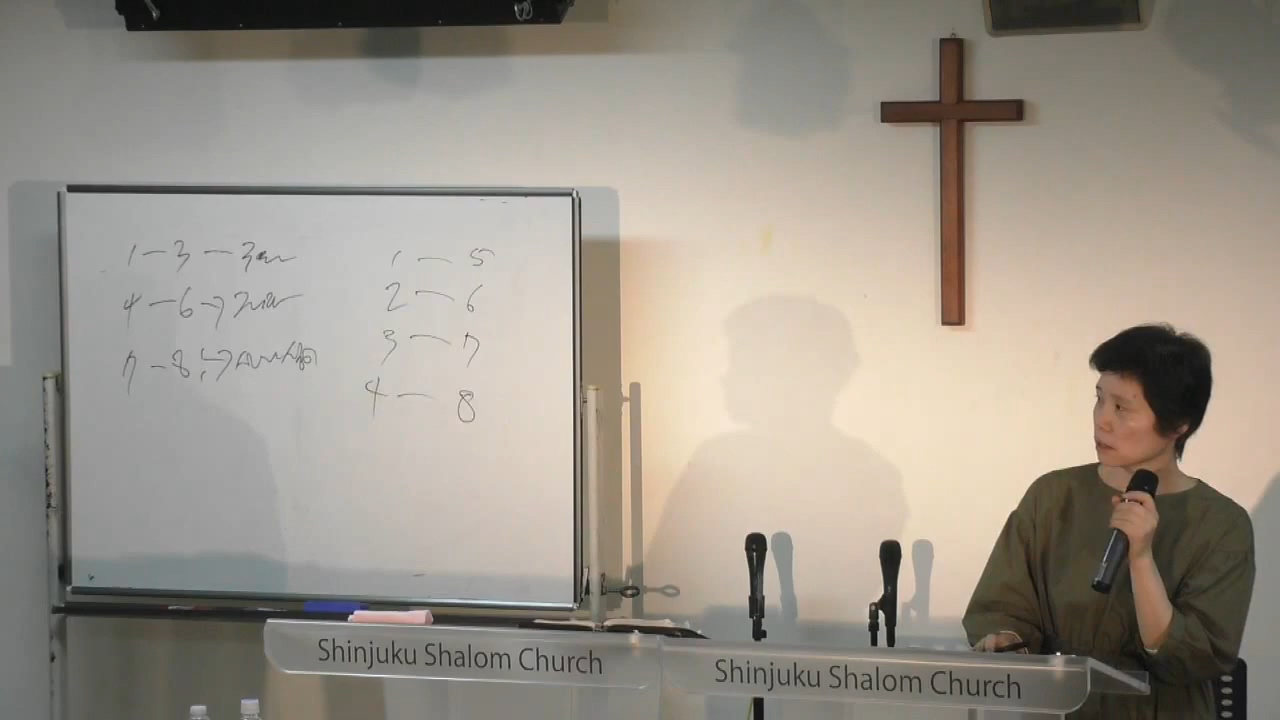 1 — 3 —
4 — 6 →
7 — 8 →
1 — 5
2 — 6
3 — 7
4 — 8
Shinjuku Shalom Church
Shinjuku Shalom Church